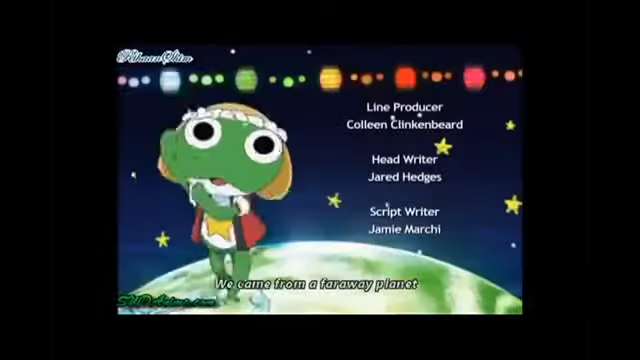 Line Producer
Colleen Clinkenbeard
Head Writer
Jared Hedges
Script Writer
Jamie Marchi
We came from a faraway planet